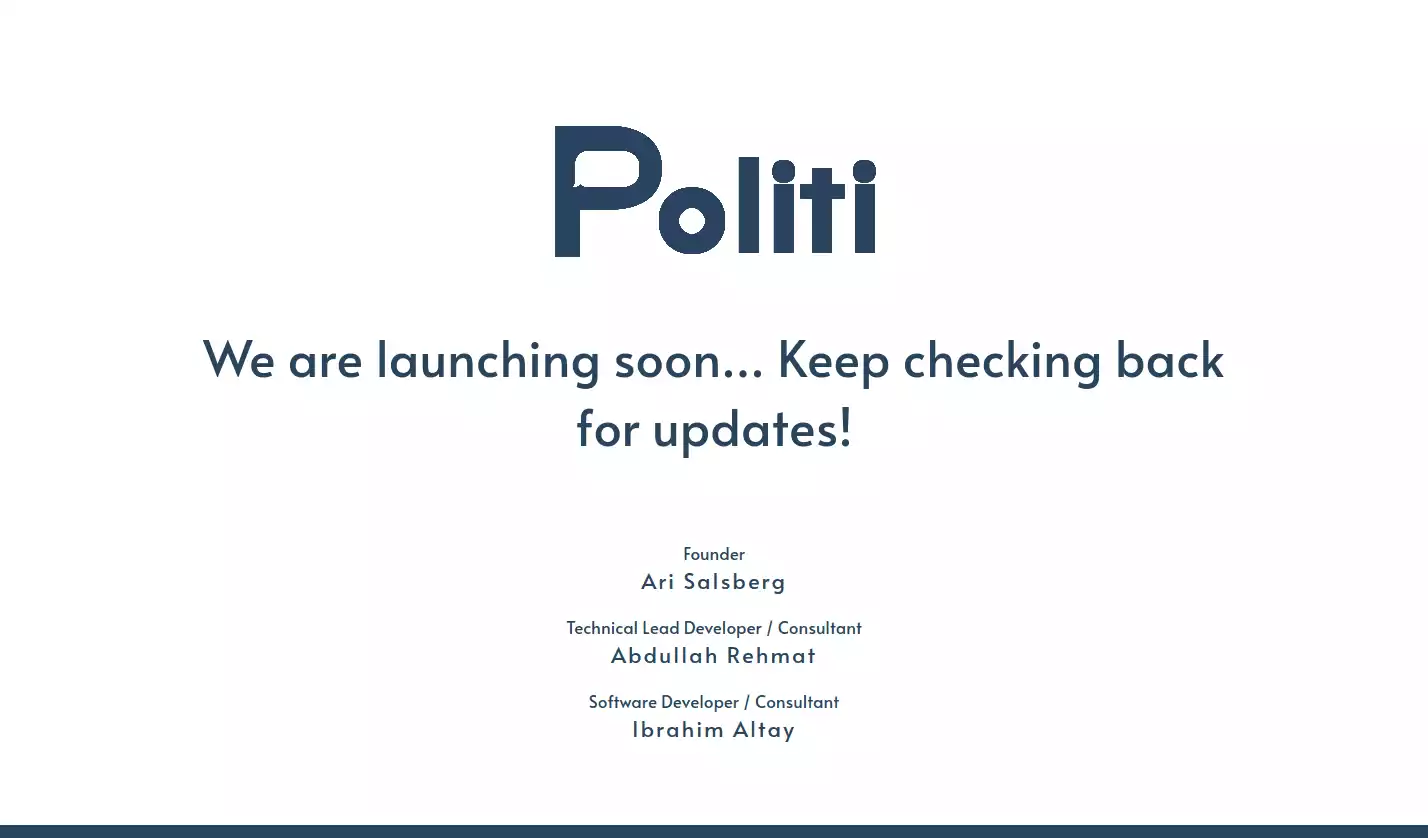 Politi
We are launching soon... Keep checking back
for updates!
Founder
Ari Salsberg
Technical Lead Developer / Consultant
Abdullah Rehmat
Software Developer / Consultant
Ibrahim Altay